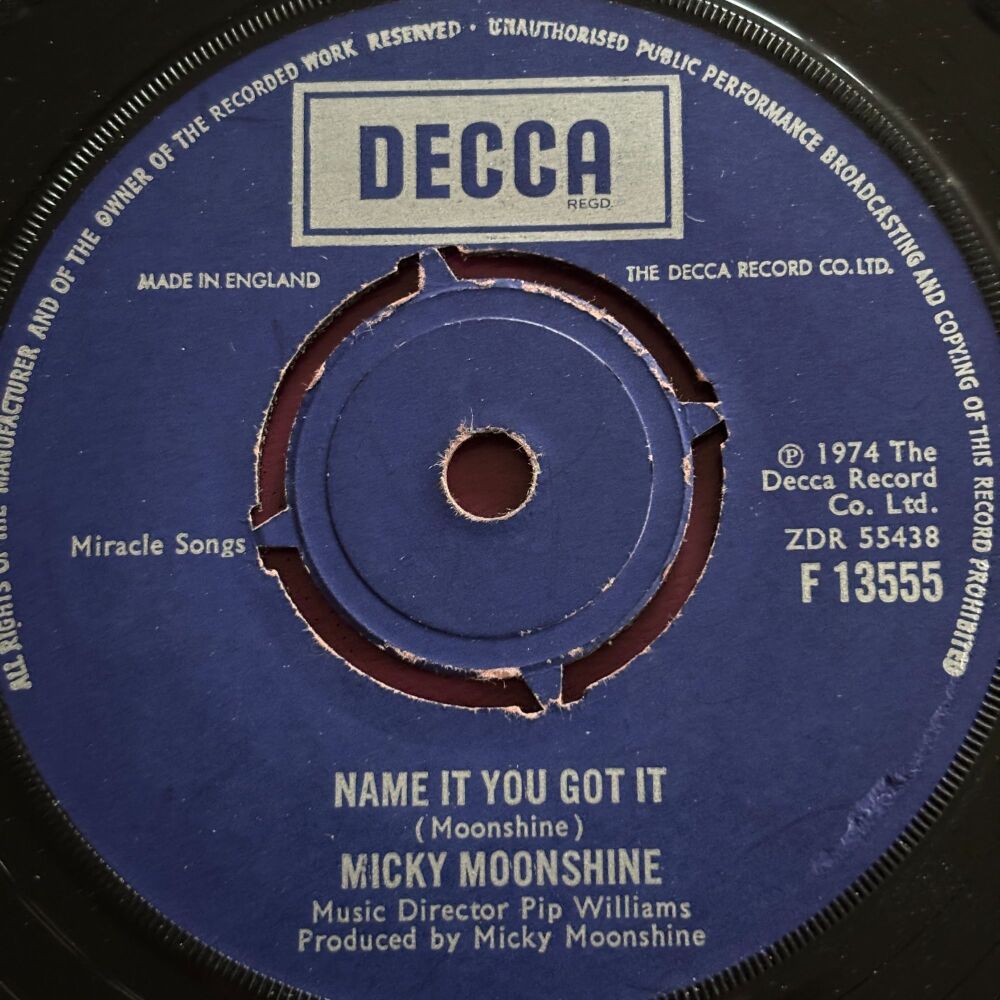 ALL RIGHTS OF THE MANUFACTURER AND OF THE OWNER OF THE RECORDED WORK RESERVED · UNAUTHORISED PUBLIC PERFORMANCE BROADCASTING AND COPYING OF THIS RECORD PROHIBITED
DECCA
REGD.
MADE IN ENGLAND
THE DECCA RECORD CO. LTD.
Ⓟ 1974 The
Decca Record
Co. Ltd.
ZDR 55438
Miracle Songs
F 13555
NAME IT YOU GOT IT
(Moonshine)
MICKY MOONSHINE
Music Director Pip Williams
Produced by Micky Moonshine